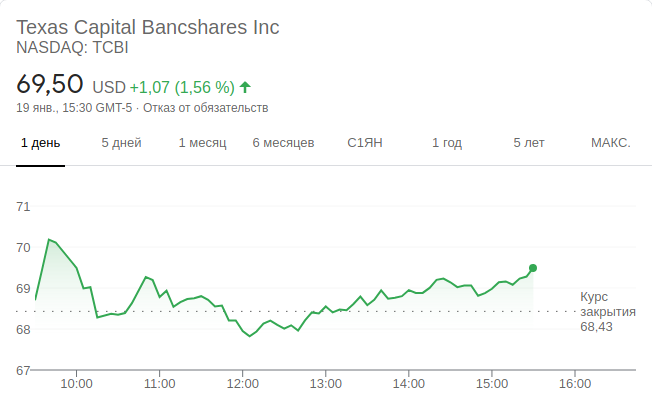 Texas Capital Bancshares Inc
NASDAQ: TCBI
69,50 USD +1,07 (1,56 %)
19 янв., 15:30 GMT-5 · Отказ от обязательств
1 день 5 дней 1 месяц 6 месяцев С1ЯН 1 год 5 лет МАКС.
71
70
69
68
67
Курс
закрытия
68,43
10:00 11:00 12:00 13:00 14:00 15:00 16:00